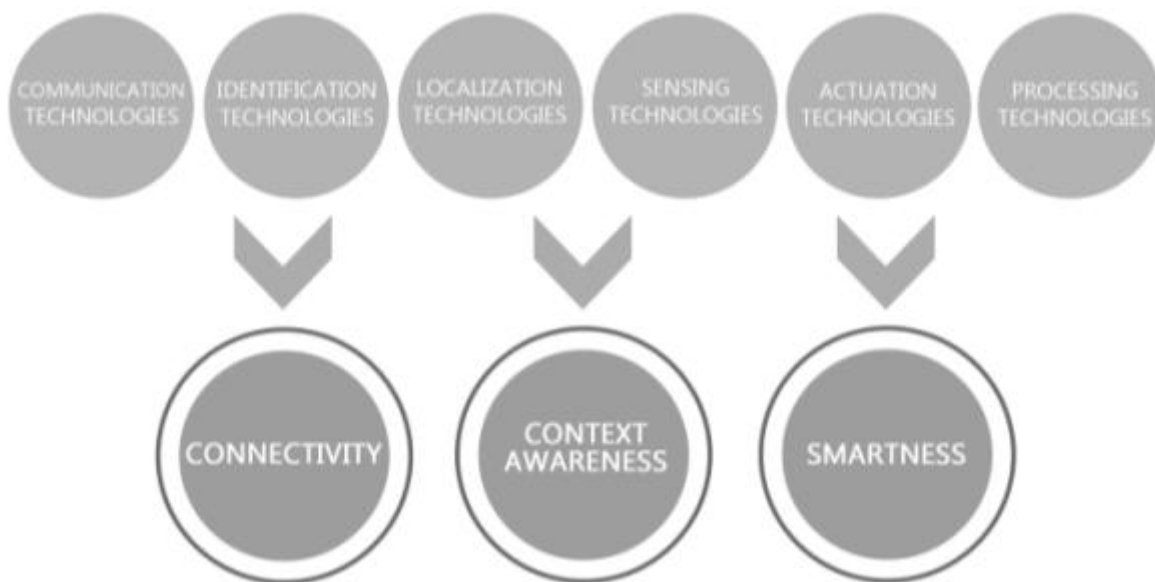 COMMUNICATION
TECHNOLOGIES
IDENTIFICATION
TECHNOLOGIES
LOCALIZATION
TECHNOLOGIES
SENSING
TECHNOLOGIES
ACTUATION
TECHNOLOGIES
PROCESSING
TECHNOLOGIES
CONNECTIVITY
CONTEXT
AWARENESS
SMARTNESS